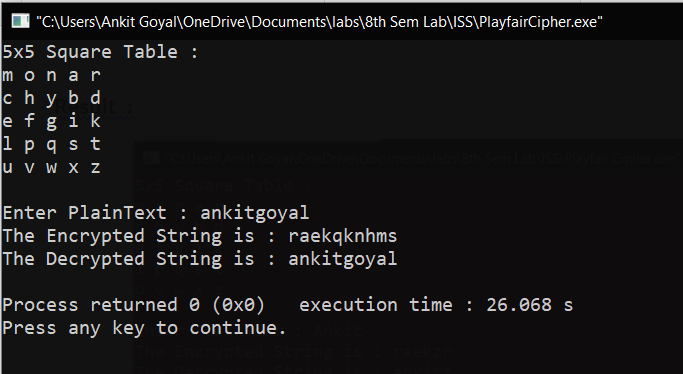 "C:\Users\Ankit Goyal\OneDrive\Documents\labs\8th Sem Lab\ISS\PlayfairCipher.exe"
5x5 Square Table :
m o n a r
c h y b d
e f g i k
l p q s t
u v w x z
Enter PlainText : ankitgoyal
The Encrypted String is : raekqknhms
The Decrypted String is : ankitgoyal
Process returned 0 (0x0)   execution time : 26.068 s
Press any key to continue.